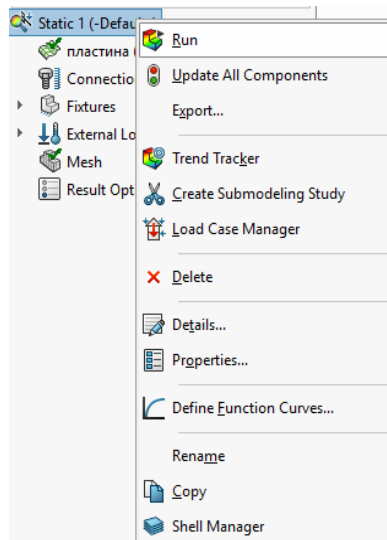 Static 1 (-Defau
пластина (
Connectio
Fixtures
External Lo
Mesh
Result Opt
Run
Update All Components
Export...
Trend Tracker
Create Submodeling Study
Load Case Manager
Delete
Details...
Properties...
Define Function Curves...
Rename
Copy
Shell Manager